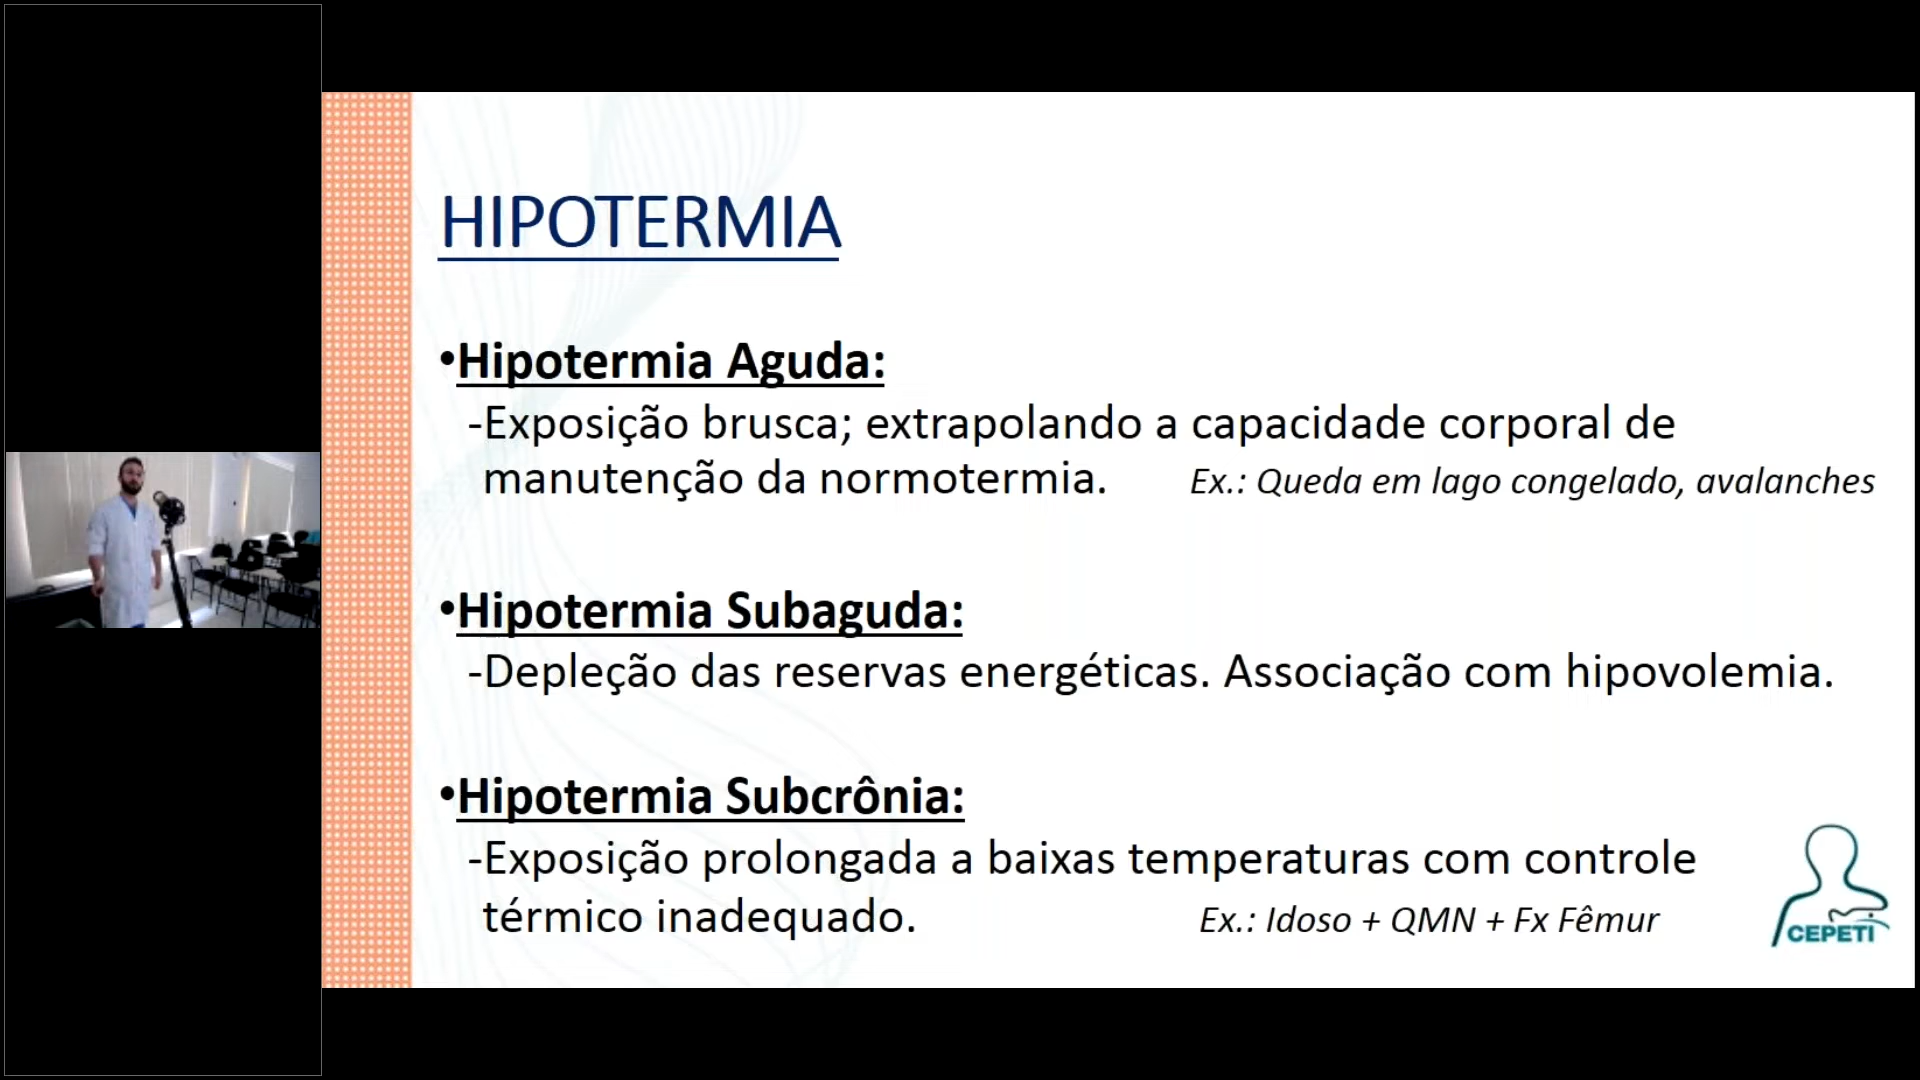 HIPOTERMIA
•Hipotermia Aguda:
-Exposição brusca; extrapolando a capacidade corporal de
manutenção da normotermia. Ex.: Queda em lago congelado, avalanches
•Hipotermia Subaguda:
-Depleção das reservas energéticas. Associação com hipovolemia.
•Hipotermia Subcrônia:
-Exposição prolongada a baixas temperaturas com controle
térmico inadequado. Ex.: Idoso + QMN + Fx Fêmur
CEPETI